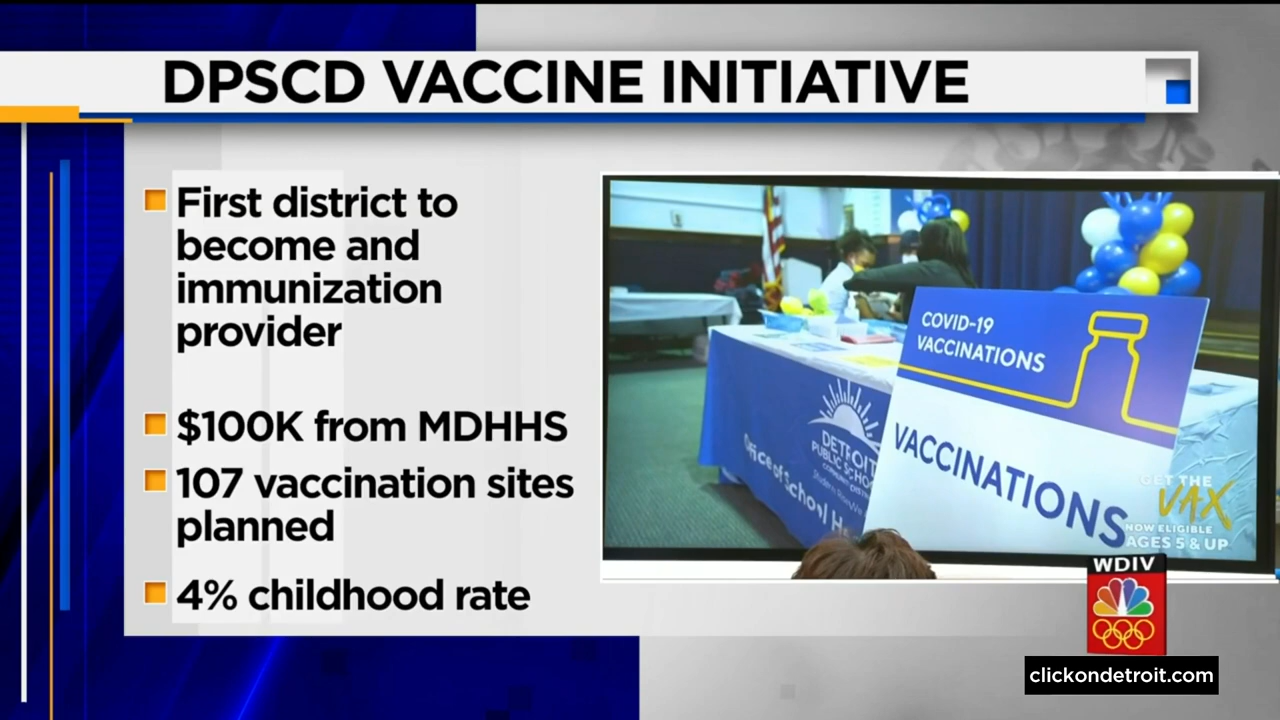 DPSCD VACCINE INITIATIVE
First district to
become and
immunization
provider
$100K from MDHHS
107 vaccination sites
planned
4% childhood rate
COVID-19
VACCINATIONS
VACCINATIONS
DETROIT
PUBLIC SCHOO
Office of School H
GET THE
VAX
NOW ELIGIBLE
AGES 5 & UP
WDIV
clickondetroit.com